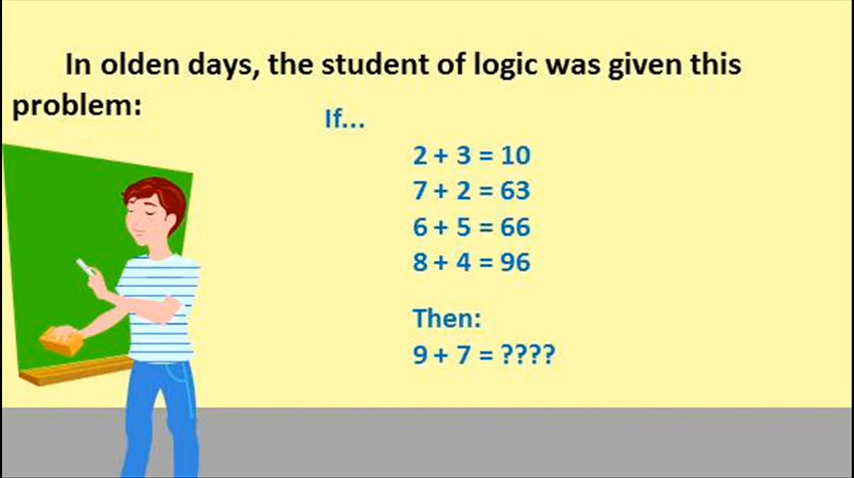 In olden days, the student of logic was given this
problem:
If...
2 + 3 = 10
7 + 2 = 63
6 + 5 = 66
8 + 4 = 96
Then:
9 + 7 = ????